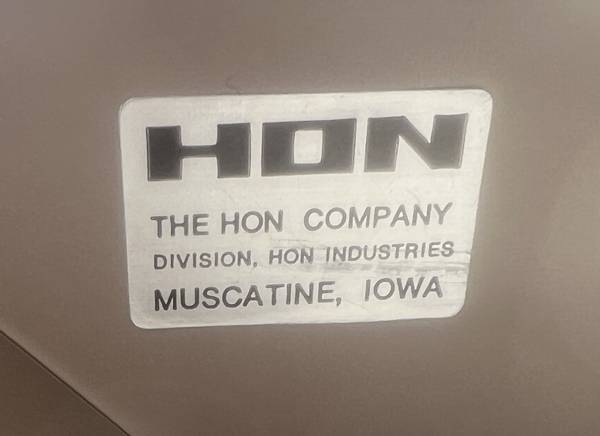 HON
THE HON COMPANY
DIVISION, HON INDUSTRIES
MUSCATINE, IOWA